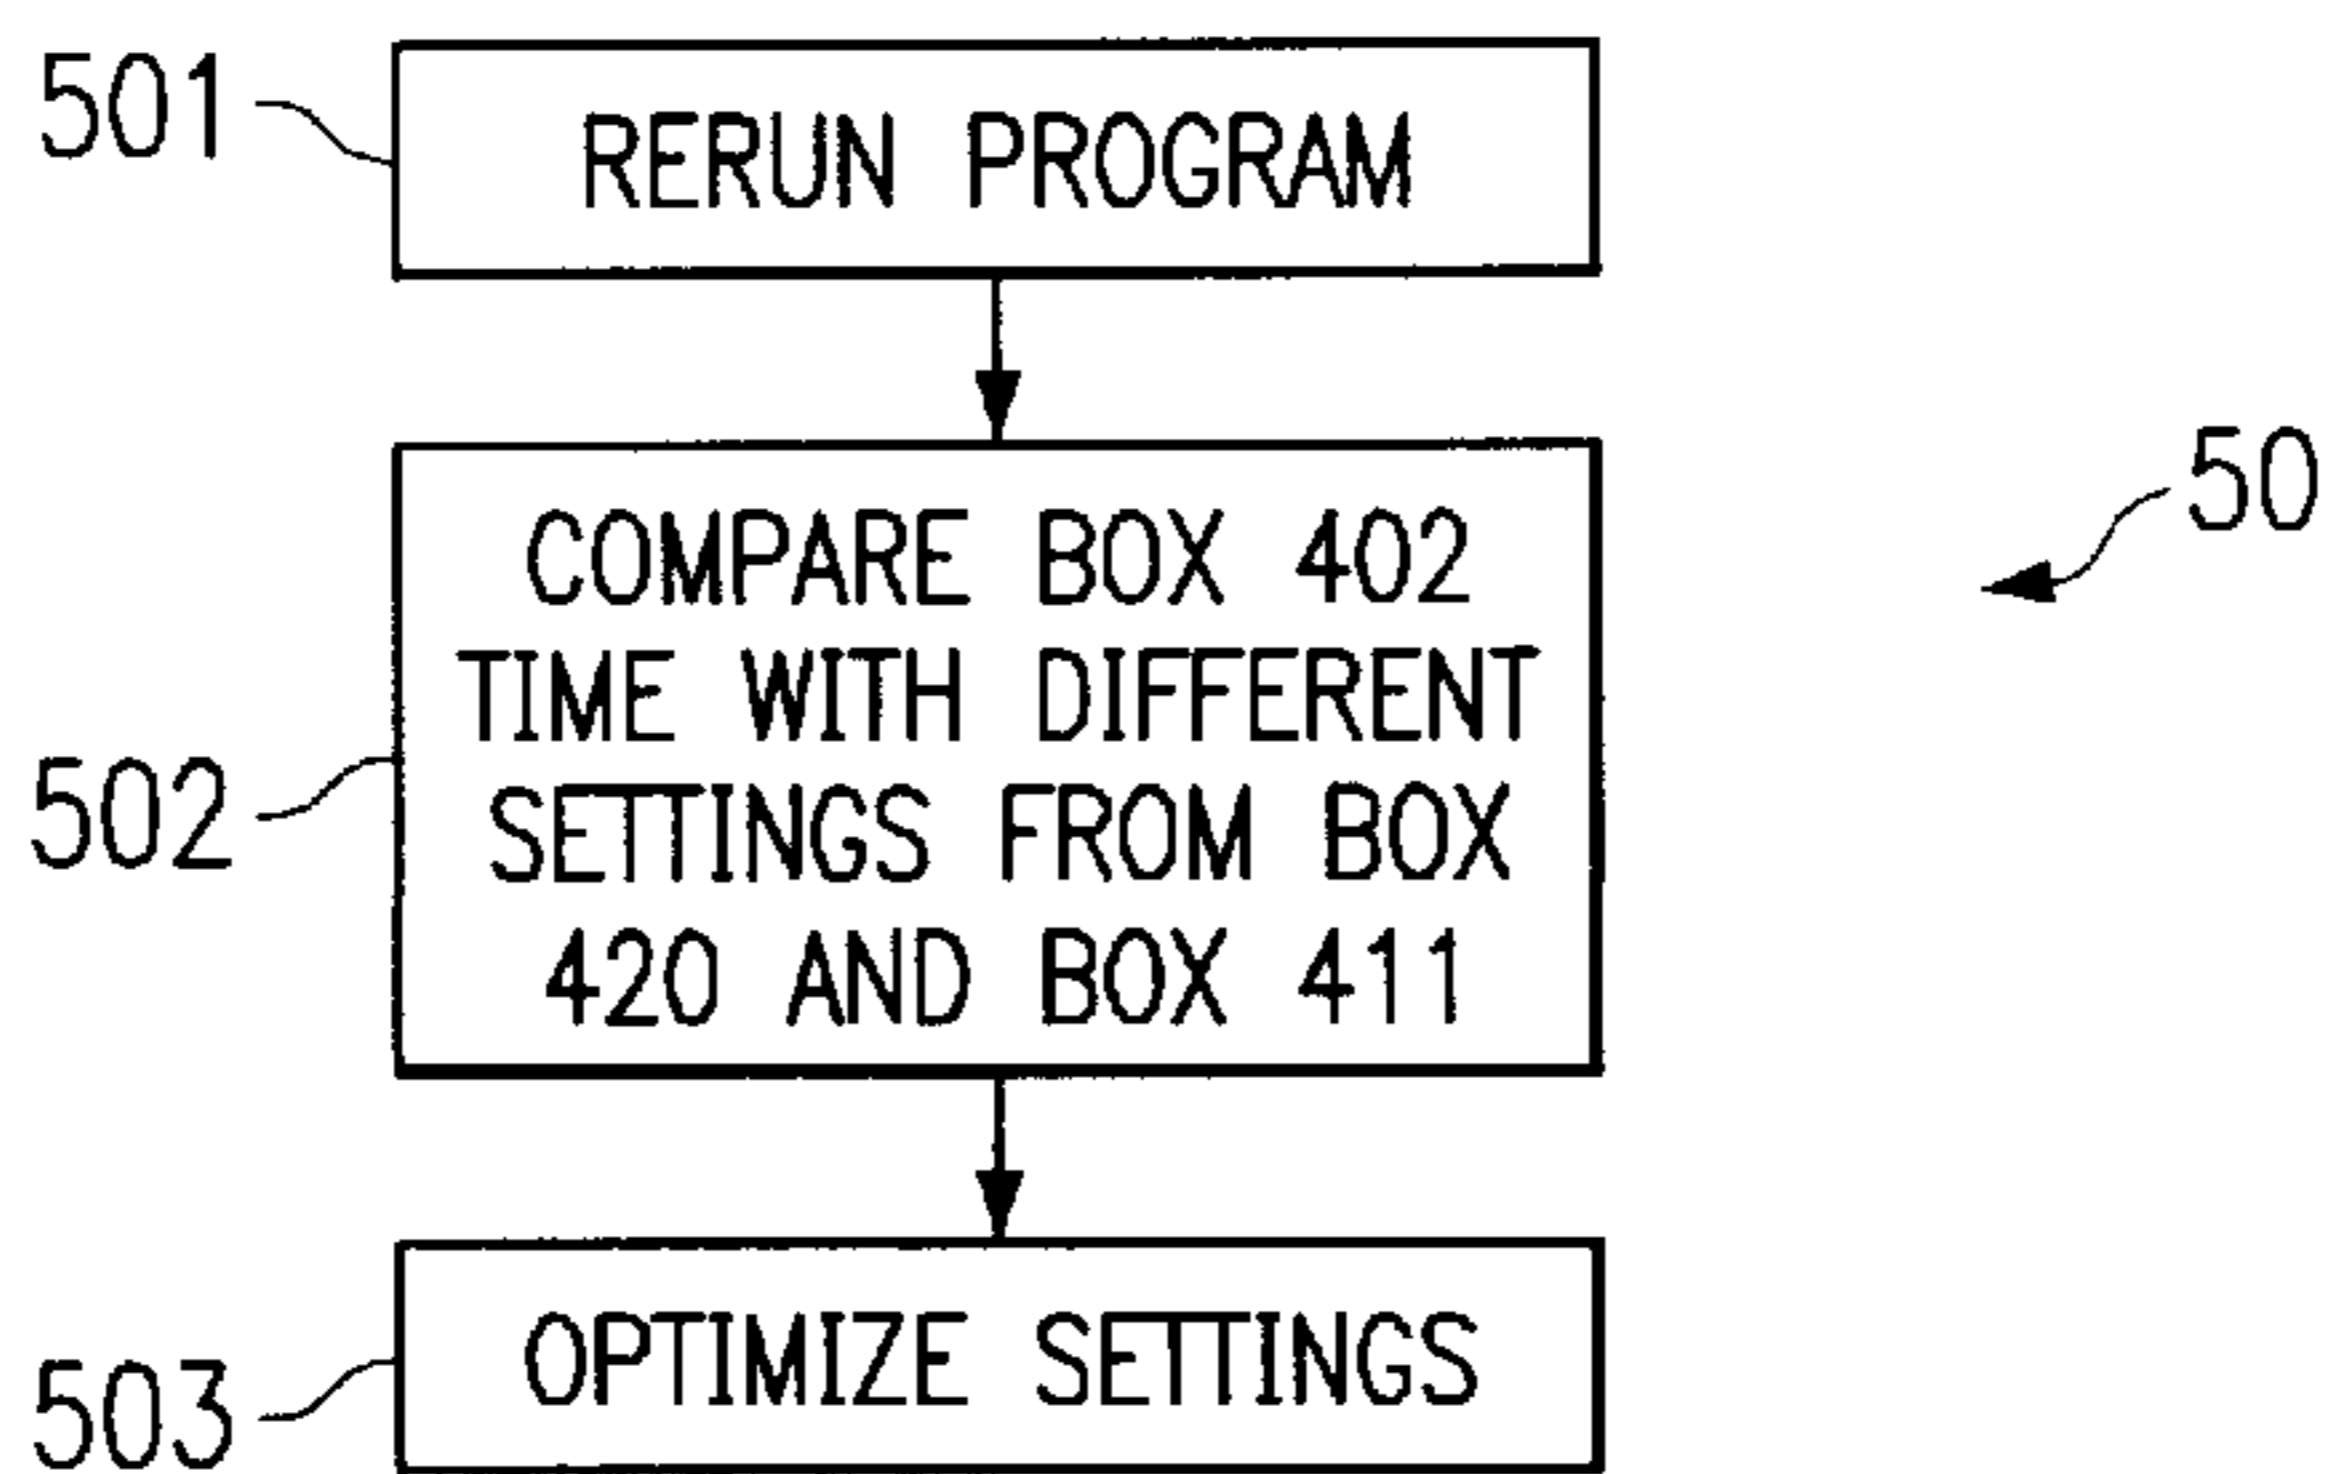 501
RERUN PROGRAM
50
COMPARE BOX 402
TIME WITH DIFFERENT
SETTINGS FROM BOX
420 AND BOX 411
502
OPTIMIZE SETTINGS
503